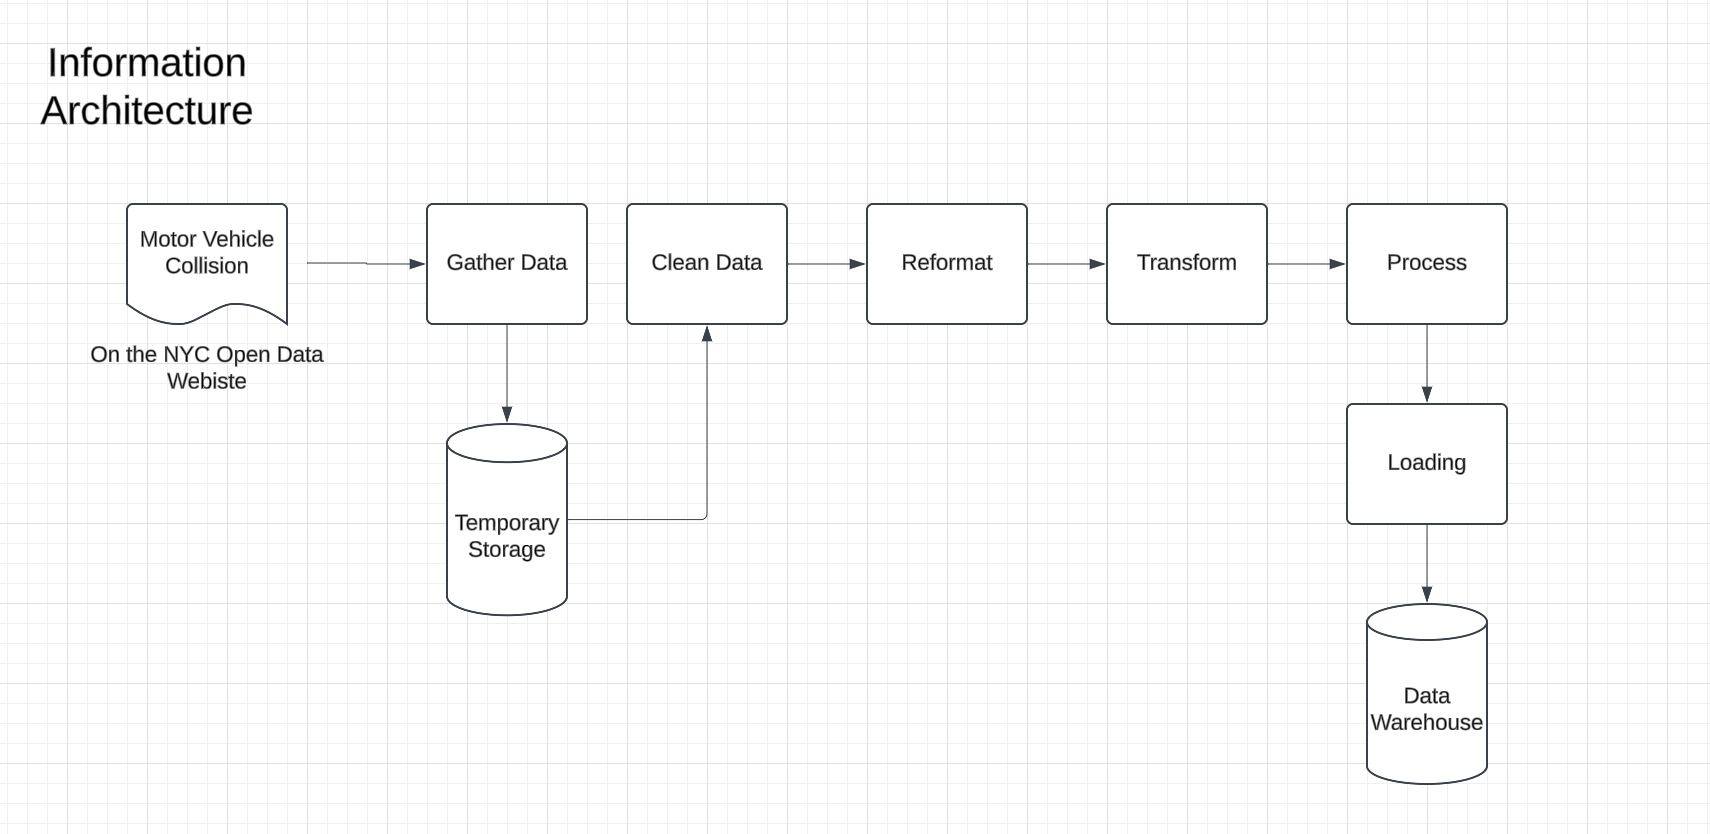 Information
Architecture
Motor Vehicle
Collision
On the NYC Open Data
Webiste
Gather Data
Clean Data
Reformat
Transform
Process
Temporary
Storage
Loading
Data
Warehouse